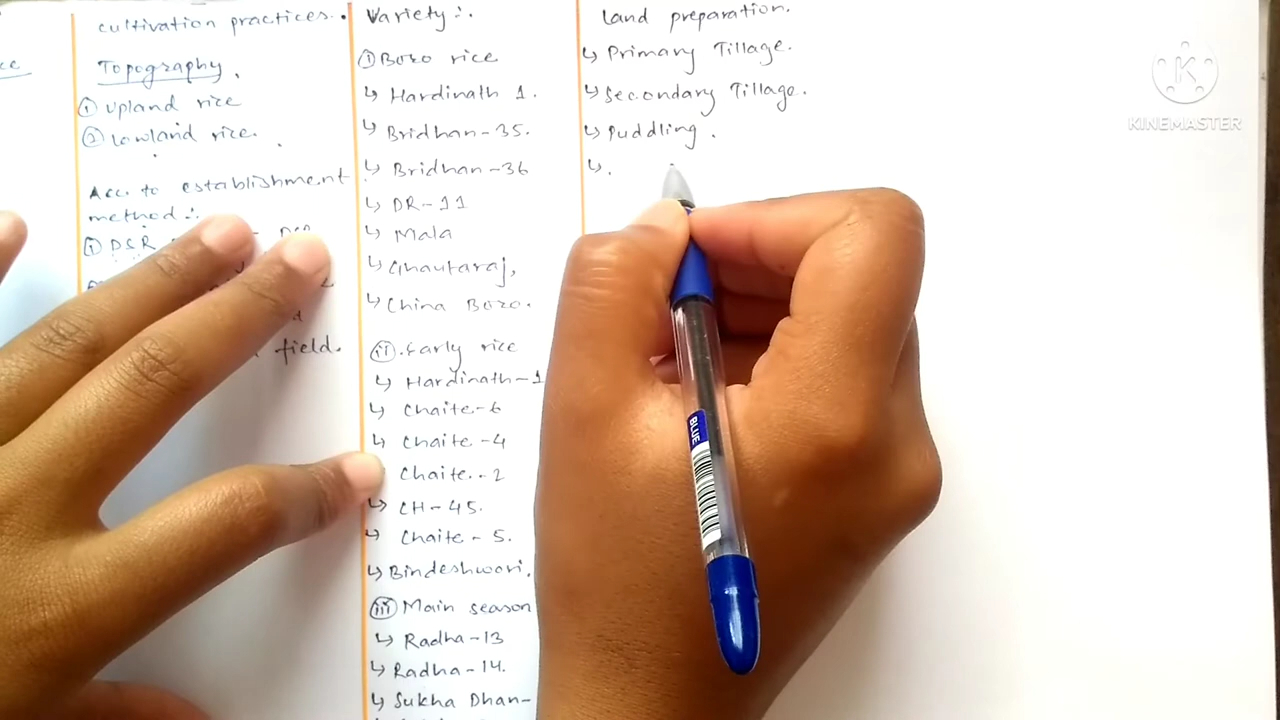 cultivation practices.
Topography.
① Upland rice
② Lowland rice.
Acc. to establishment
method :.
① DSR
field.
Variety :.
① Boro rice
↳ Hardinath 1.
↳ Bridhan-35.
↳ Bridhan-36
↳ DR-11
↳ Mala
↳ Ghautaraj,
↳ China Boro.
ⓘⓘ. Early rice
↳ Hardinath-1
↳ Chaite-6
↳ Chaite-4
Chaite-2
↳ CH-45.
↳ Chaite-5.
↳ Bindeshwori.
ⓘⓘⓘ Main season
↳ Radha-13
↳ Radha-14.
↳ Sukha Dhan-
land preparation.
↳ Primary Tillage.
↳ Secondary Tillage.
↳ Puddling.
↳.
KINEMASTER
BLUE